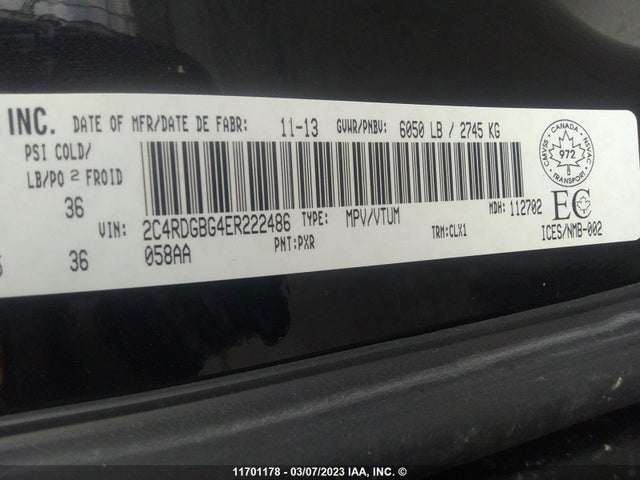 INC. DATE OF MFR/DATE DE FABR: 11-13 GVWR/PNBV: 6050 LB / 2745 KG
PSI COLD/
LB/PO 2 FROID
36
36
VIN: 2C4RDGBG4ER222486 TYPE: MPV/VTUM MDH: 112702
058AA PNT:PXR TRM:CLX1
CANADA
CMVSS NSVAC
972
TRANSPORT
EC
ICES/NMB-002
11701178 - 03/07/2023 IAA, INC. ©